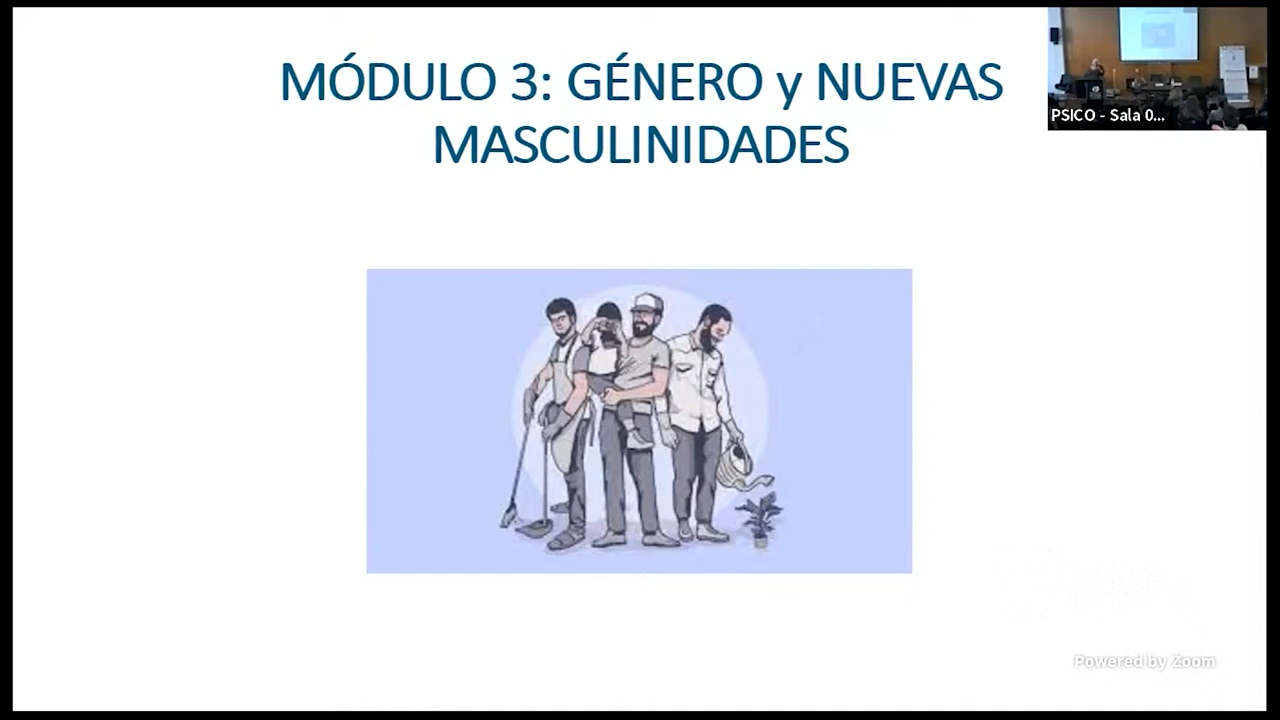 MÓDULO 3: GÉNERO y NUEVAS
MASCULINIDADES
PSICO - Sala 0...
Powered by Zoom